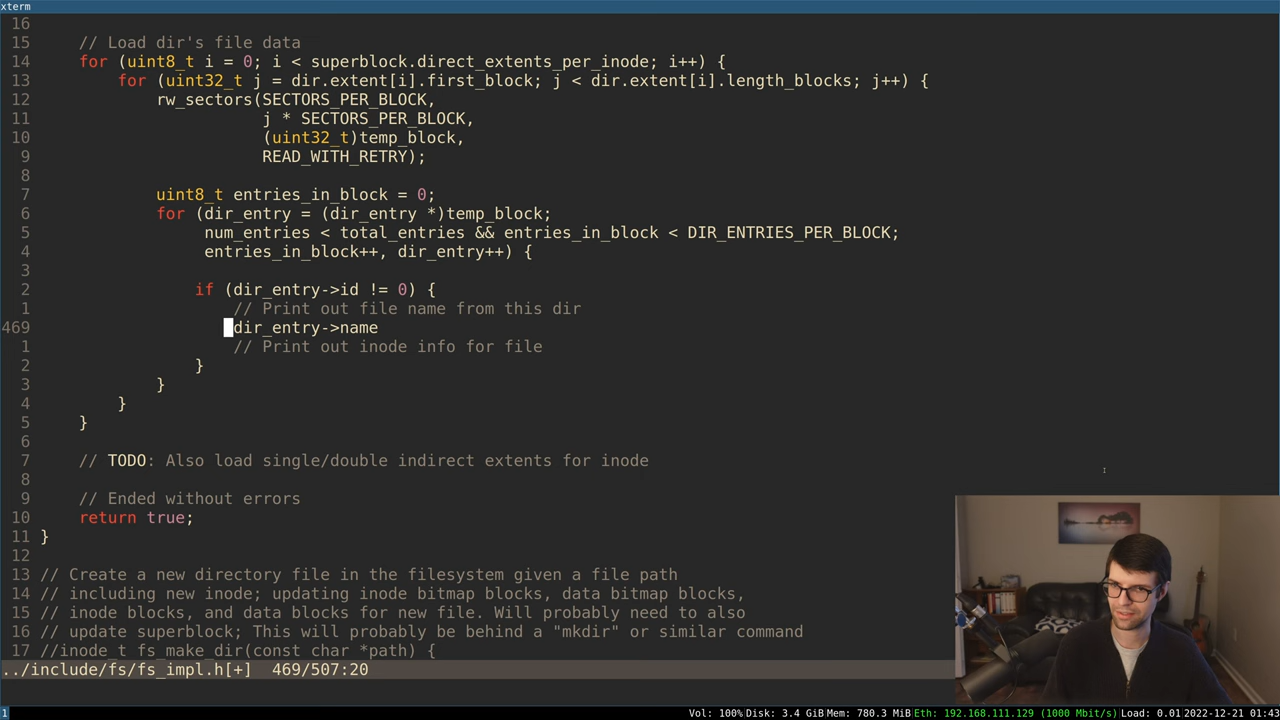 xterm
16
15 // Load dir's file data
14 for (uint8_t i = 0; i < superblock.direct_extents_per_inode; i++) {
13 for (uint32_t j = dir.extent[i].first_block; j < dir.extent[i].length_blocks; j++) {
12 rw_sectors(SECTORS_PER_BLOCK,
11 j * SECTORS_PER_BLOCK,
10 (uint32_t)temp_block,
9 READ_WITH_RETRY);
8
7 uint8_t entries_in_block = 0;
6 for (dir_entry = (dir_entry *)temp_block;
5 num_entries < total_entries && entries_in_block < DIR_ENTRIES_PER_BLOCK;
4 entries_in_block++, dir_entry++) {
3
2 if (dir_entry->id != 0) {
1 // Print out file name from this dir
469 dir_entry->name
1 // Print out inode info for file
2 }
3 }
4 }
5 }
6
7 // TODO: Also load single/double indirect extents for inode
8
9 // Ended without errors
10 return true;
11 }
12
13 // Create a new directory file in the filesystem given a file path
14 // including new inode; updating inode bitmap blocks, data bitmap blocks,
15 // inode blocks, and data blocks for new file. Will probably need to also
16 // update superblock; This will probably be behind a "mkdir" or similar command
17 //inode_t fs_make_dir(const char *path) {
../include/fs/fs_impl.h[+] 469/507:20
1 Vol: 100% Disk: 3.4 GiB Mem: 780.3 MiB Eth: 192.168.111.129 (1000 Mbit/s) Load: 0.01 2022-12-21 01:43